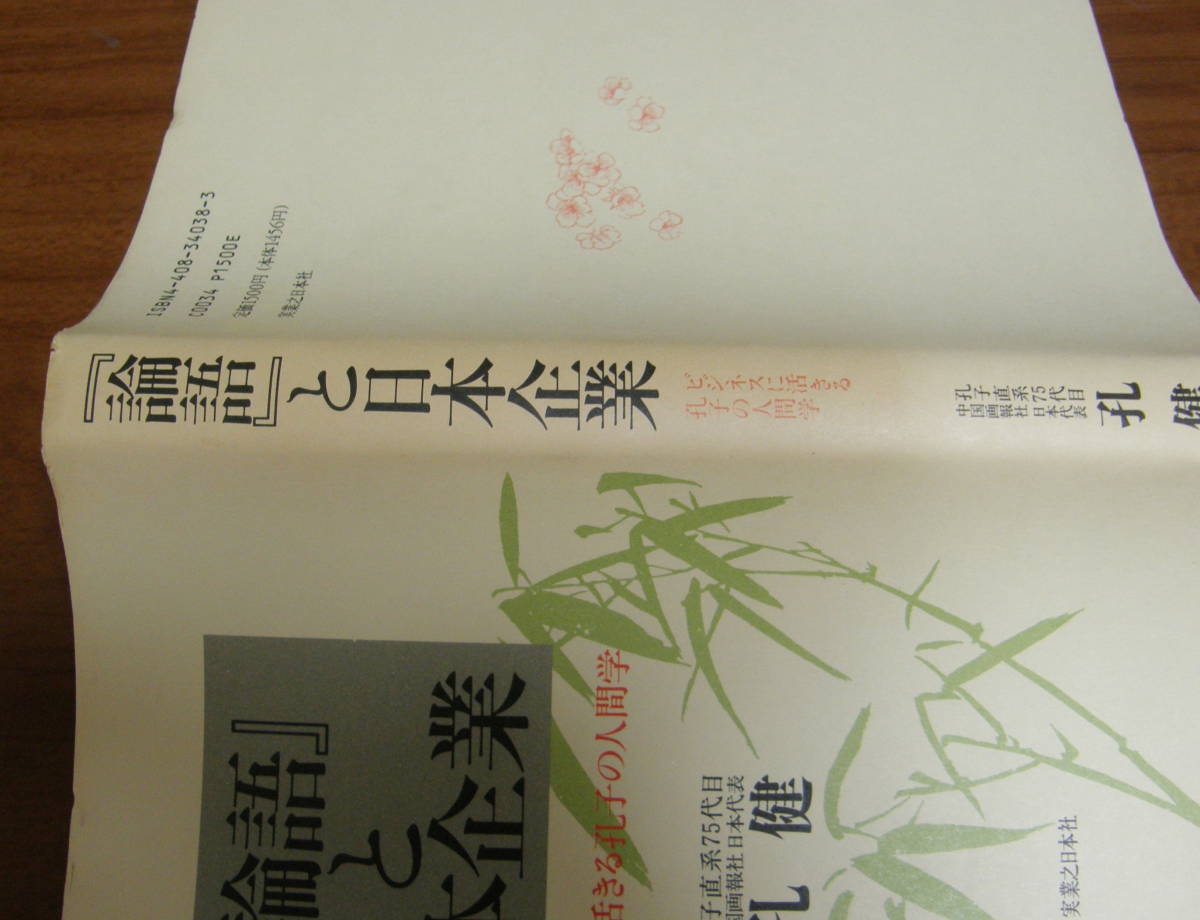 ISBN4-408-34038-3
C0034 P1500E
定価1500円(本体1456円)
実業之日本社
『論語』と日本企業
ビジネスに活きる
孔子の人間学
孔子直系75代目
中国画報社 日本代表
孔 健
論語』と
本企業
活きる孔子の人間学
子直系75代目
国画報社 日本代表
孔 健
実業之日本社